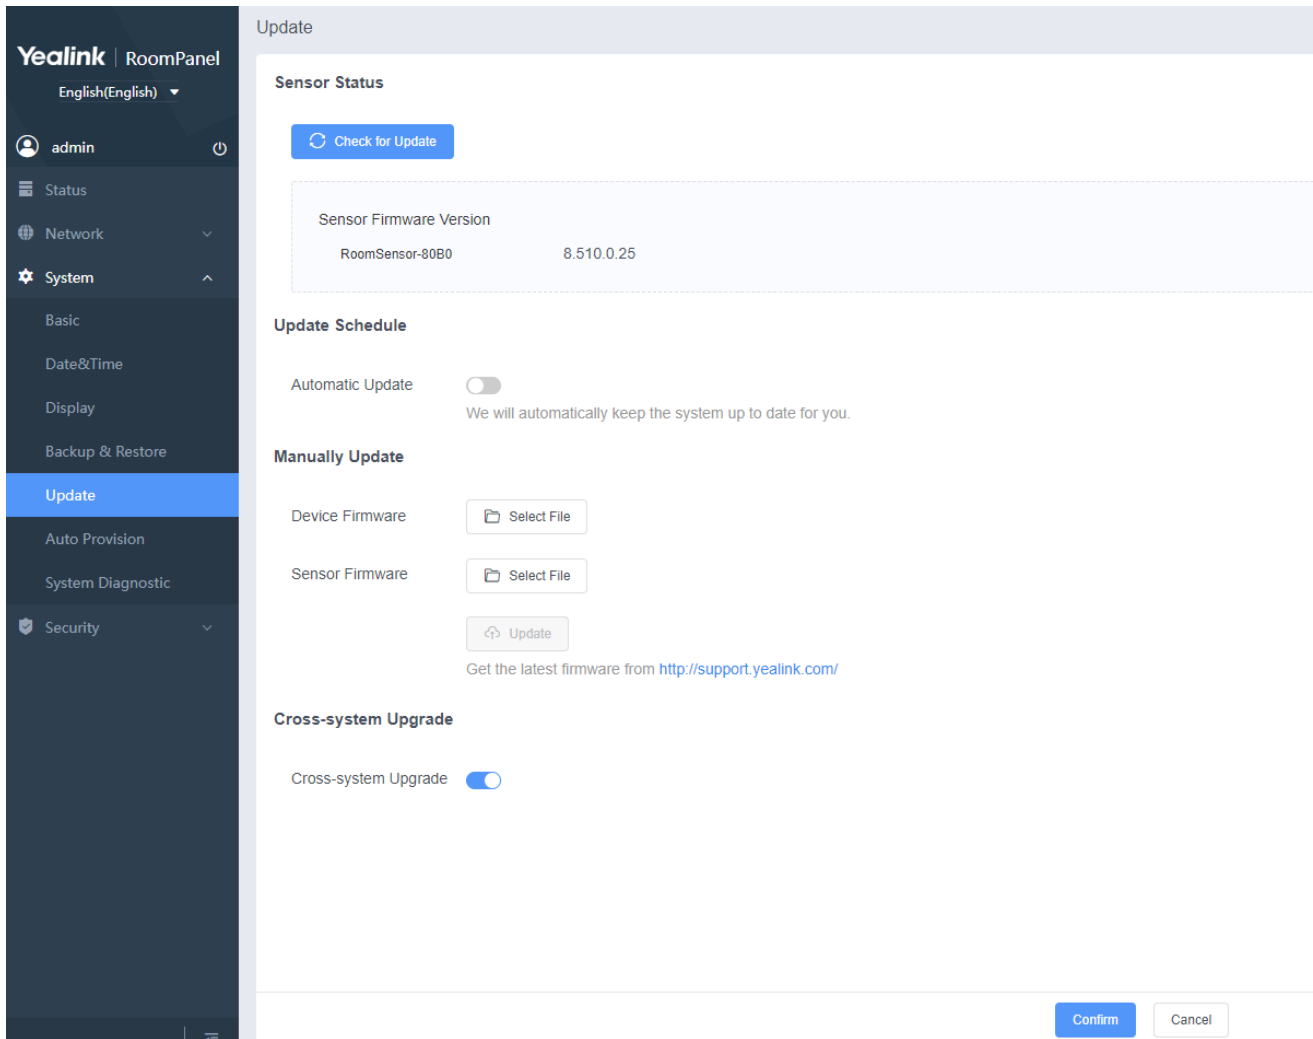 Yealink | RoomPanel
English(English)
admin
Status
Network
System
Basic
Date&Time
Display
Backup & Restore
Update
Auto Provision
System Diagnostic
Security
Update
Sensor Status
Check for Update
Sensor Firmware Version
RoomSensor-80B0 8.510.0.25
Update Schedule
Automatic Update
We will automatically keep the system up to date for you.
Manually Update
Device Firmware Select File
Sensor Firmware Select File
Update
Get the latest firmware from http://support.yealink.com/
Cross-system Upgrade
Cross-system Upgrade
Confirm Cancel